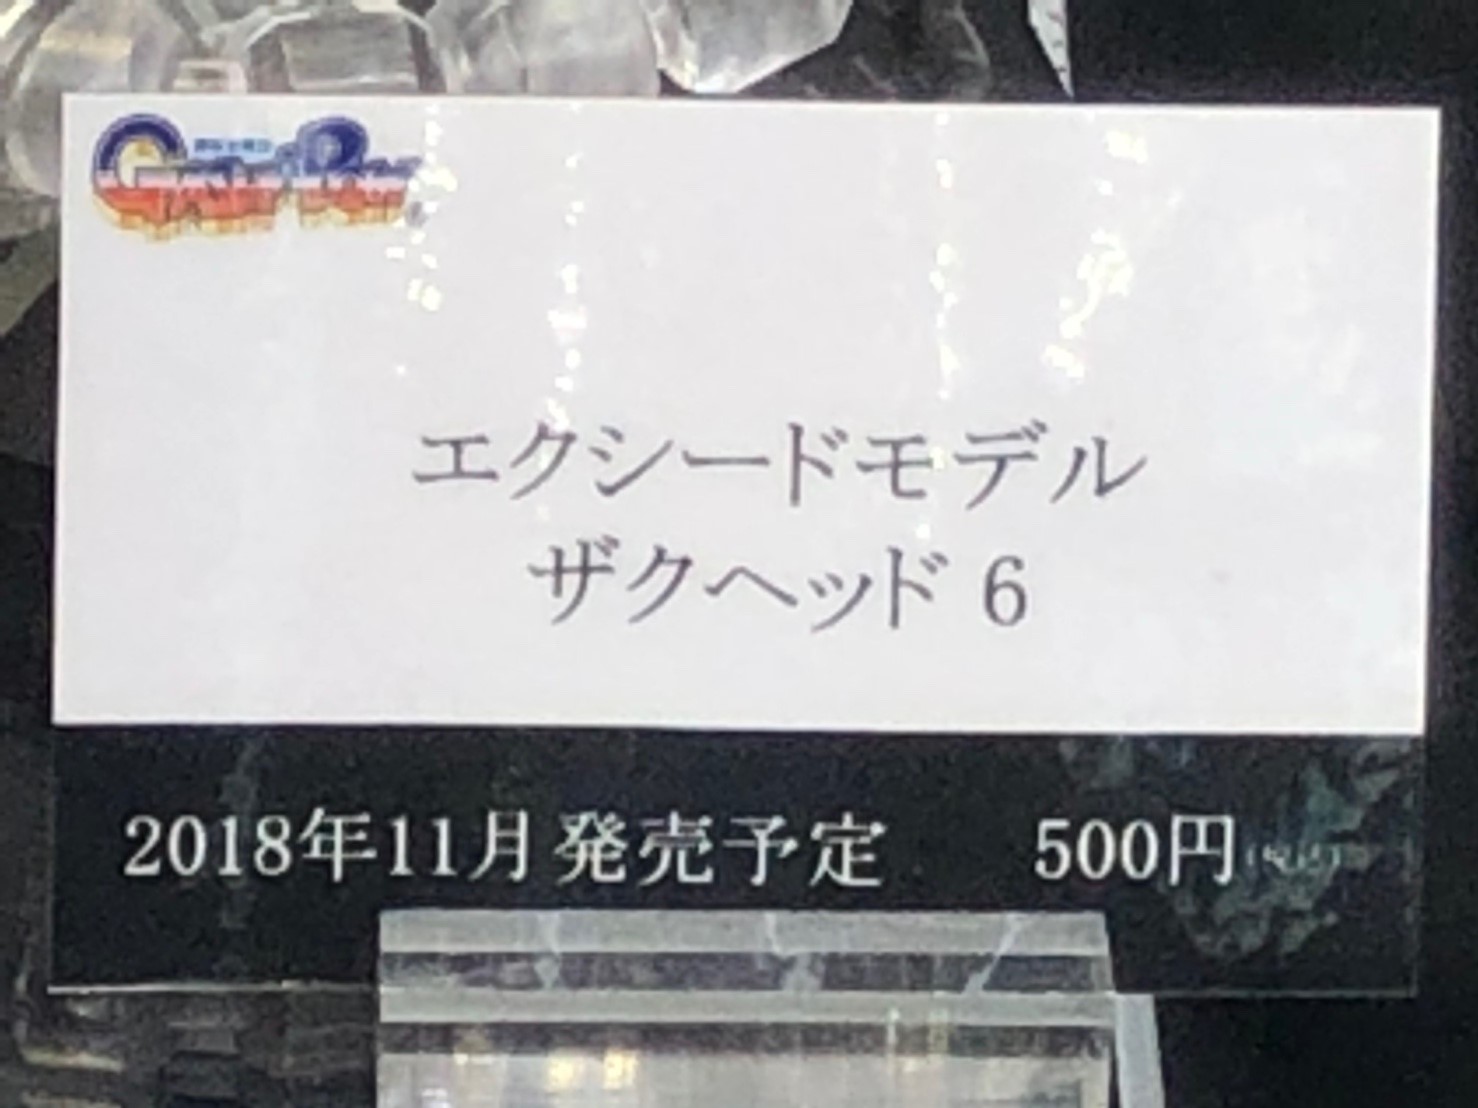 エクシードモデル
ザクヘッド 6
2018年11月発売予定 500円